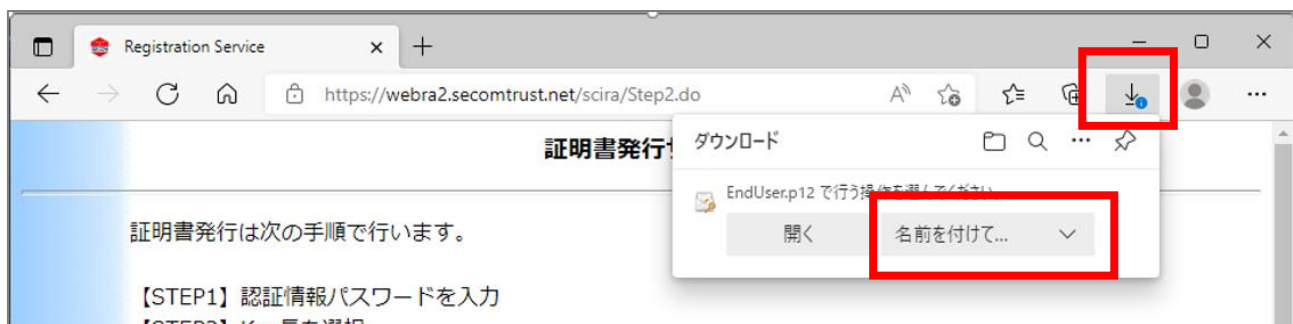 Registration Service
https://webra2.secomtrust.net/scira/Step2.do
証明書発行
ダウンロード
EndUser.p12 で行う操作を選んでください
開く
名前を付けて...
証明書発行は次の手順で行います。
【STEP1】認証情報パスワードを入力